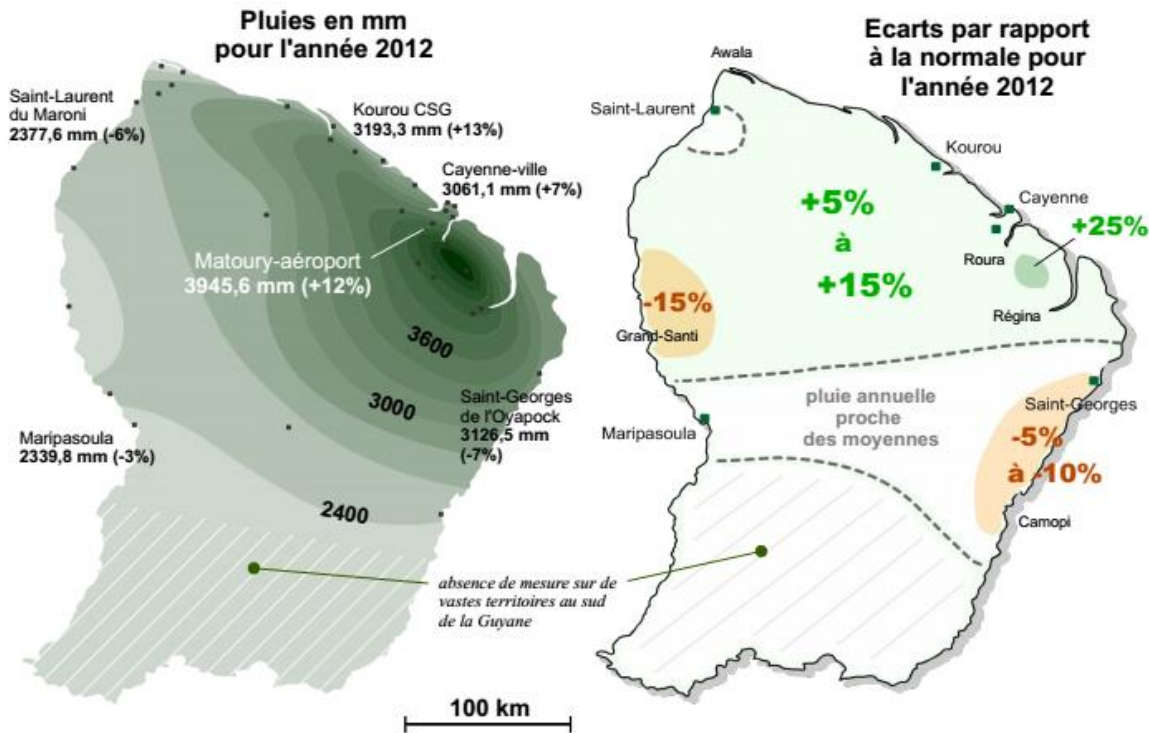 Pluies en mm
pour l'année 2012
Saint-Laurent
du Maroni
2377,6 mm (-6%)
Kourou CSG
3193,3 mm (+13%)
Cayenne-ville
3061,1 mm (+7%)
Matoury-aéroport
3945,6 mm (+12%)
3600
3000
2400
Saint-Georges
de l'Oyapock
3126,5 mm
(-7%)
Maripasoula
2339,8 mm (-3%)
absence de mesure sur de
vastes territoires au sud
de la Guyane
100 km
Ecarts par rapport
à la normale pour
l'année 2012
Awala
Saint-Laurent
Kourou
Cayenne
+5%
à
+15%
+25%
Roura
Régina
-15%
Grand-Santi
pluie annuelle
proche
des moyennes
Saint-Georges
Maripasoula
-5%
à -10%
Camopi